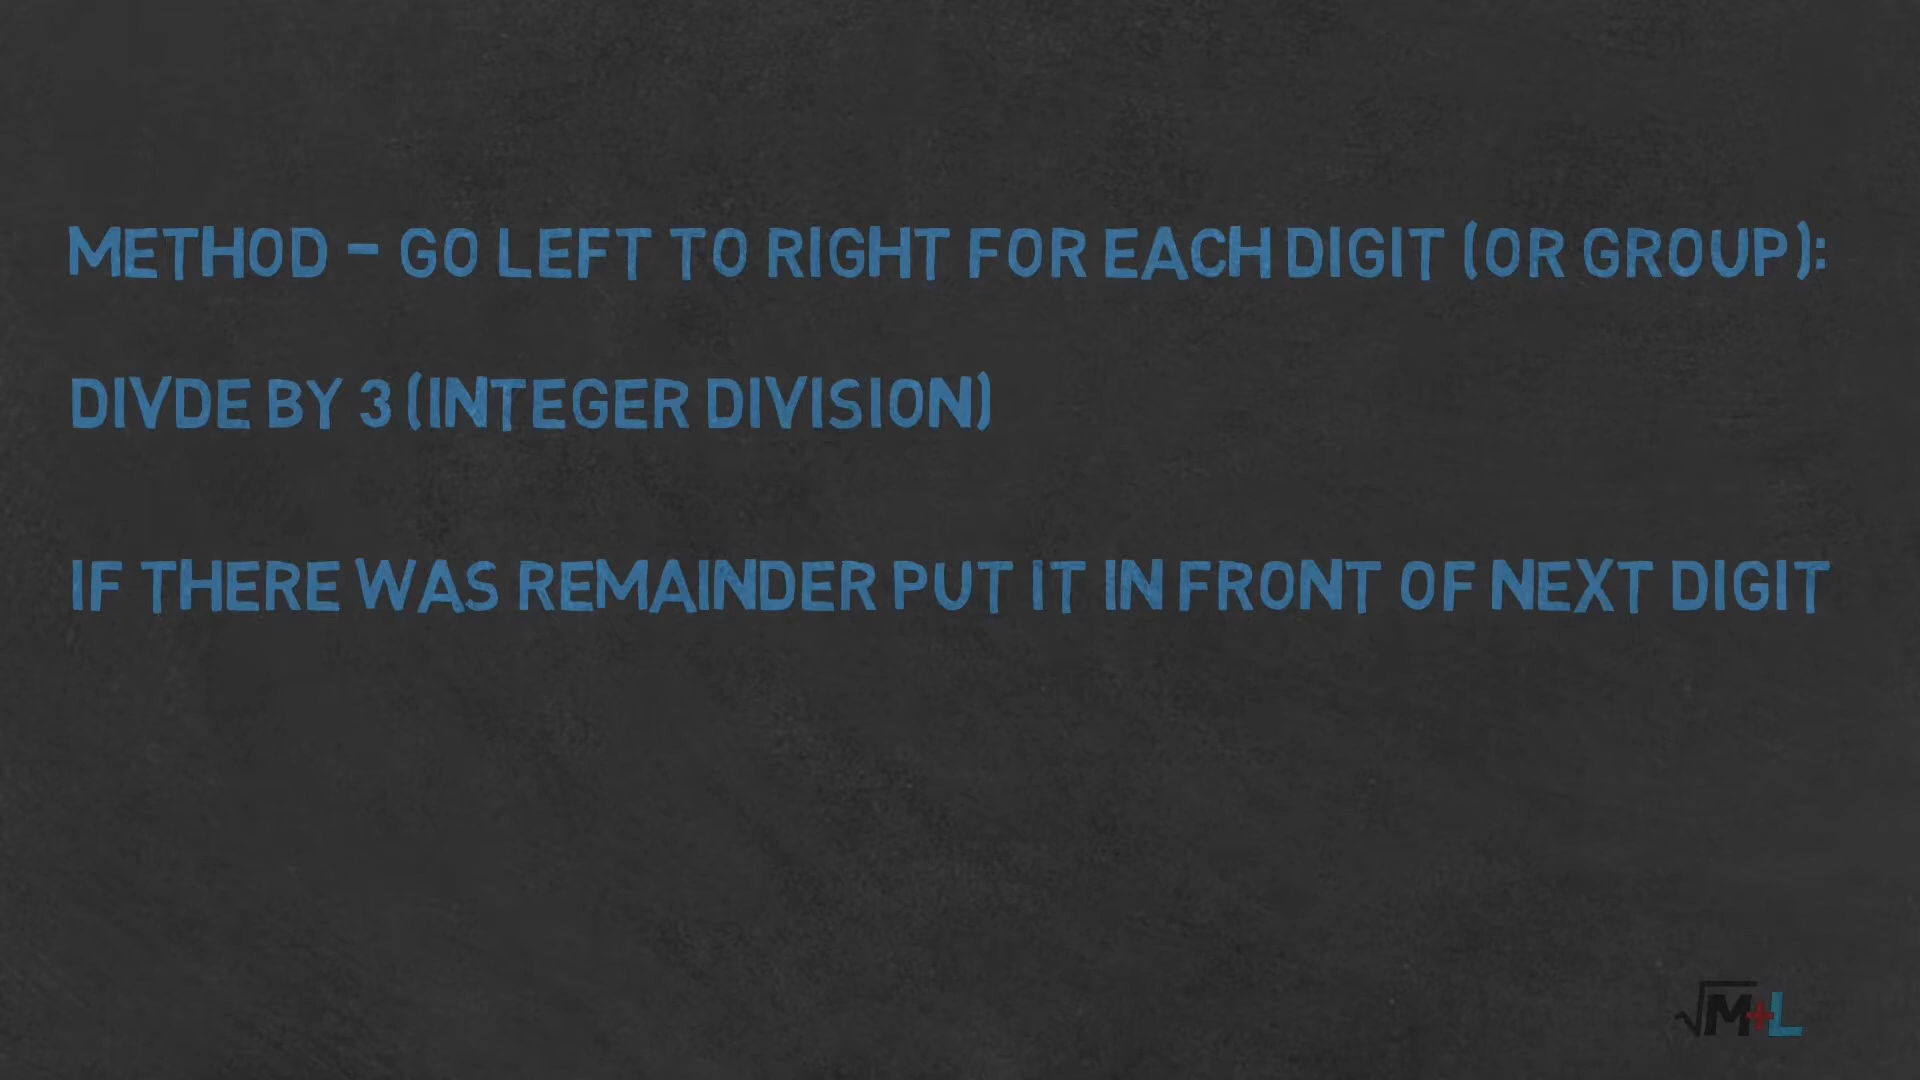 METHOD - GO LEFT TO RIGHT FOR EACH DIGIT (OR GROUP):
DIVDE BY 3 (INTEGER DIVISION)
IF THERE WAS REMAINDER PUT IT IN FRONT OF NEXT DIGIT
√M+L